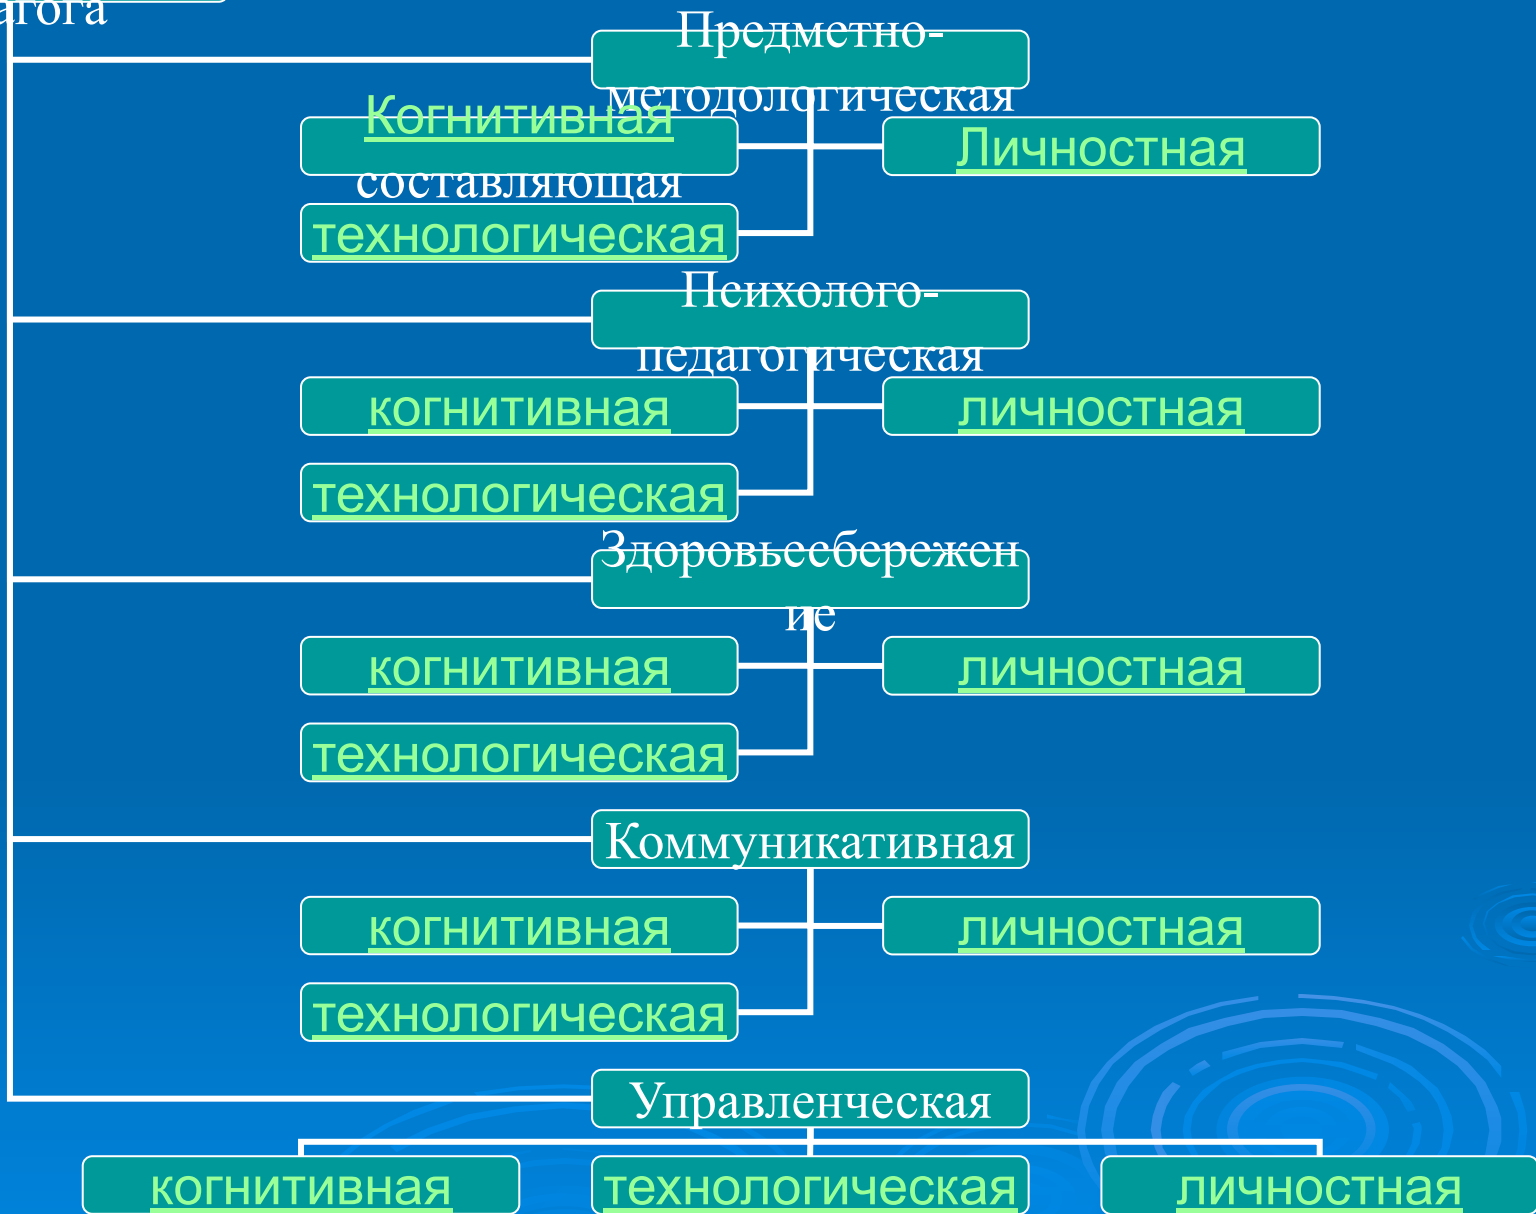 Предметно-
методологическая
Когнитивная
составляющая
Личностная
технологическая
Психолого-
педагогическая
когнитивная
личностная
технологическая
Здоровьесбережен
ие
когнитивная
личностная
технологическая
Коммуникативная
когнитивная
личностная
технологическая
Управленческая
когнитивная
технологическая
личностная